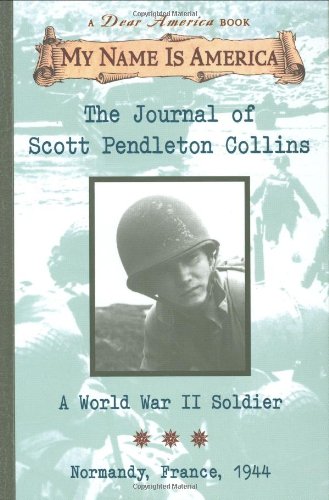 A Dear America BOOK
MY NAME IS AMERICA
The Journal of
Scott Pendleton Collins
A World War II Soldier
Normandy, France, 1944